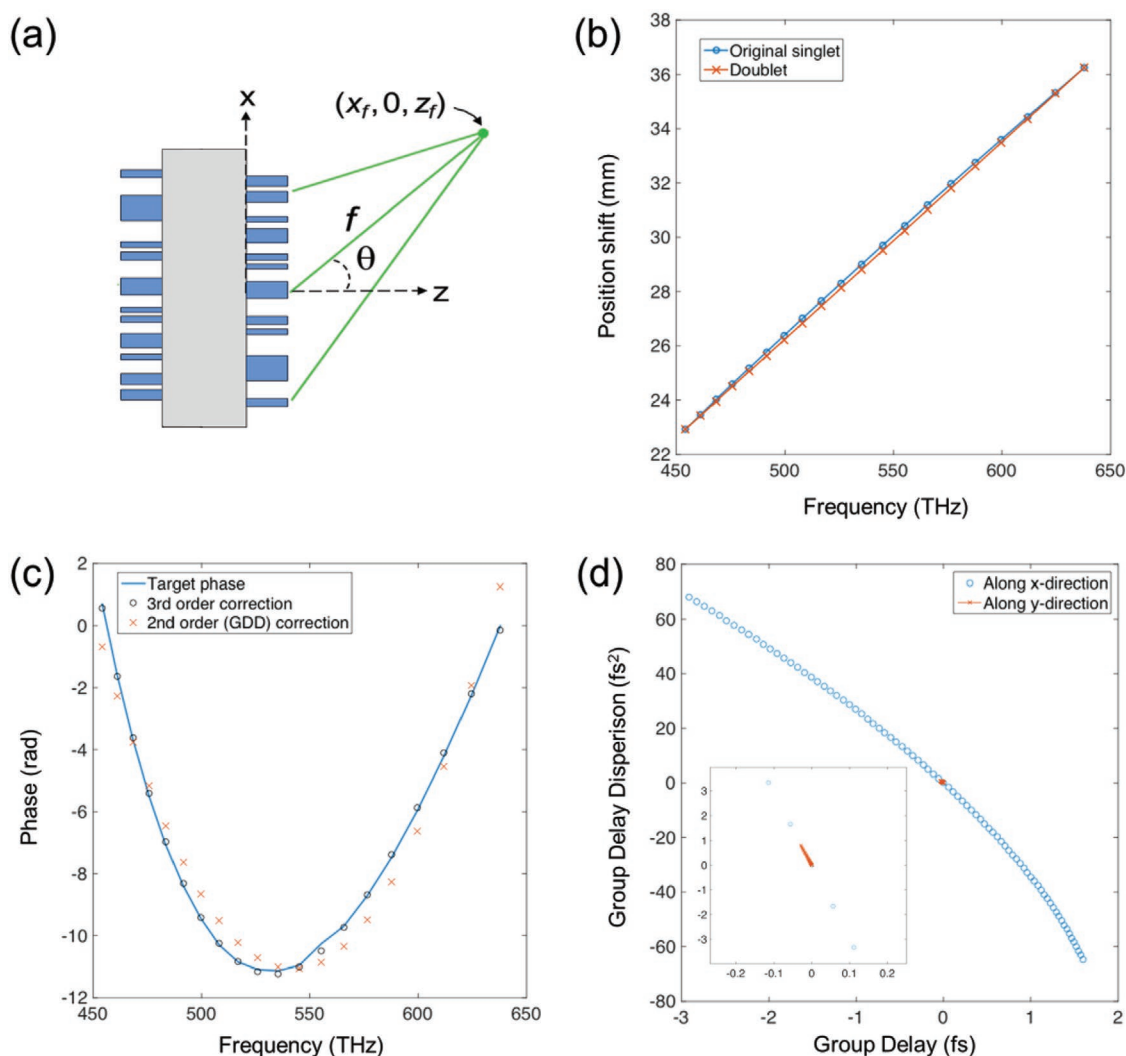 (a)
x
(x_f, 0, z_f)
f
θ
z
(b)
Original singlet
Doublet
Position shift (mm)
38
36
34
32
30
28
26
24
22
450
500
550
600
650
Frequency (THz)
(c)
Target phase
3rd order correction
2nd order (GDD) correction
Phase (rad)
2
0
-2
-4
-6
-8
-10
-12
450
500
550
600
650
Frequency (THz)
(d)
Along x-direction
Along y-direction
Group Delay Disperison (fs²)
80
60
40
20
0
-20
-40
-60
-80
3
2
1
0
-1
-2
-3
-0.2
-0.1
0
0.1
0.2
-3
-2
-1
0
1
2
Group Delay (fs)